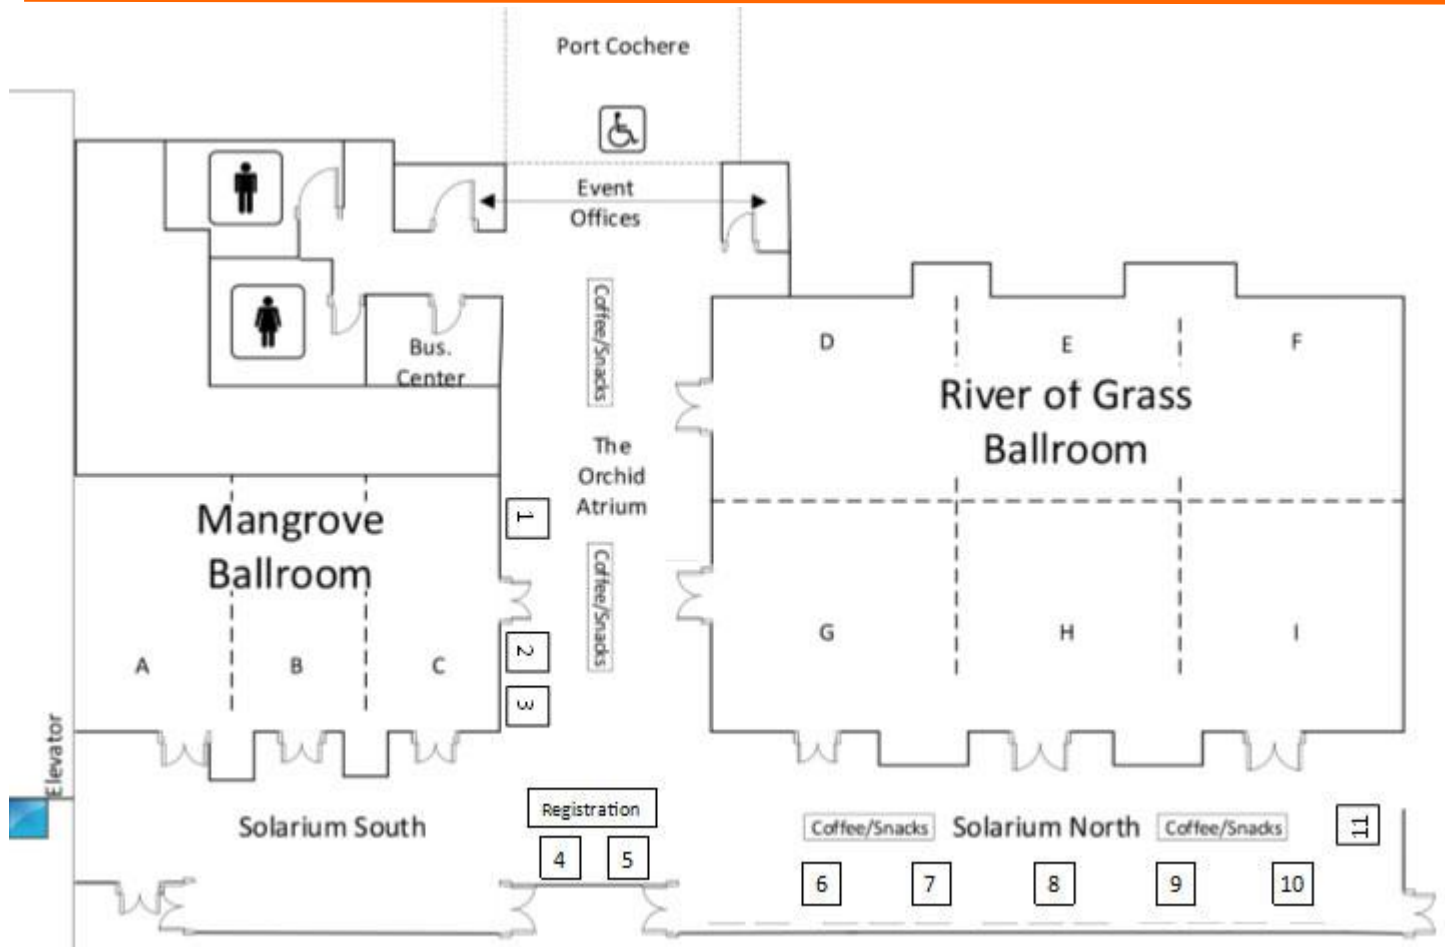 Port Cochere
Event
Offices
Coffee/Snacks
Bus.
Center
D
E
F
River of Grass
Ballroom
The
Orchid
Atrium
Mangrove
Ballroom
1
Coffee/Snacks
2
3
A
B
C
G
H
I
Elevator
Registration
Solarium South
4
5
Coffee/Snacks
Solarium North
Coffee/Snacks
11
6
7
8
9
10